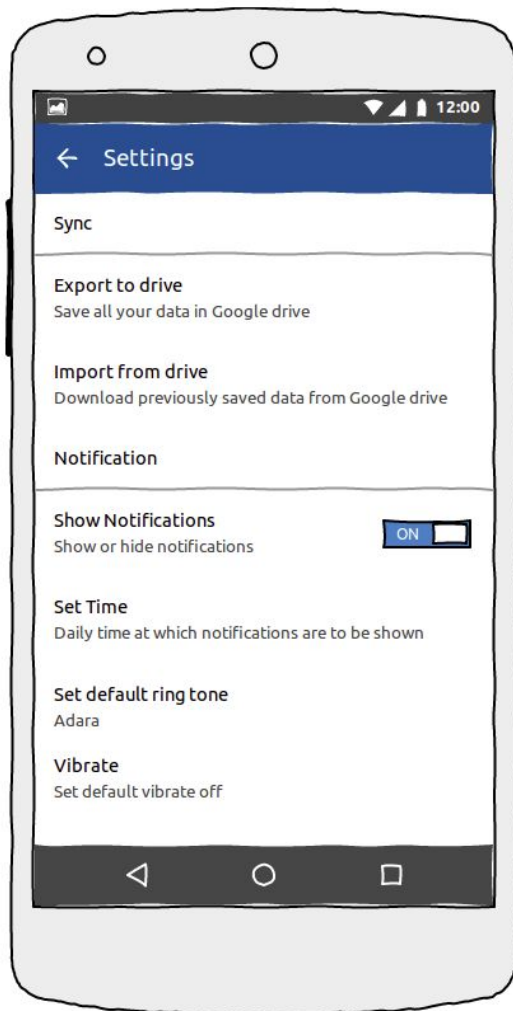 12:00
Settings
Sync
Export to drive
Save all your data in Google drive
Import from drive
Download previously saved data from Google drive
Notification
Show Notifications
Show or hide notifications
ON
Set Time
Daily time at which notifications are to be shown
Set default ring tone
Adara
Vibrate
Set default vibrate off